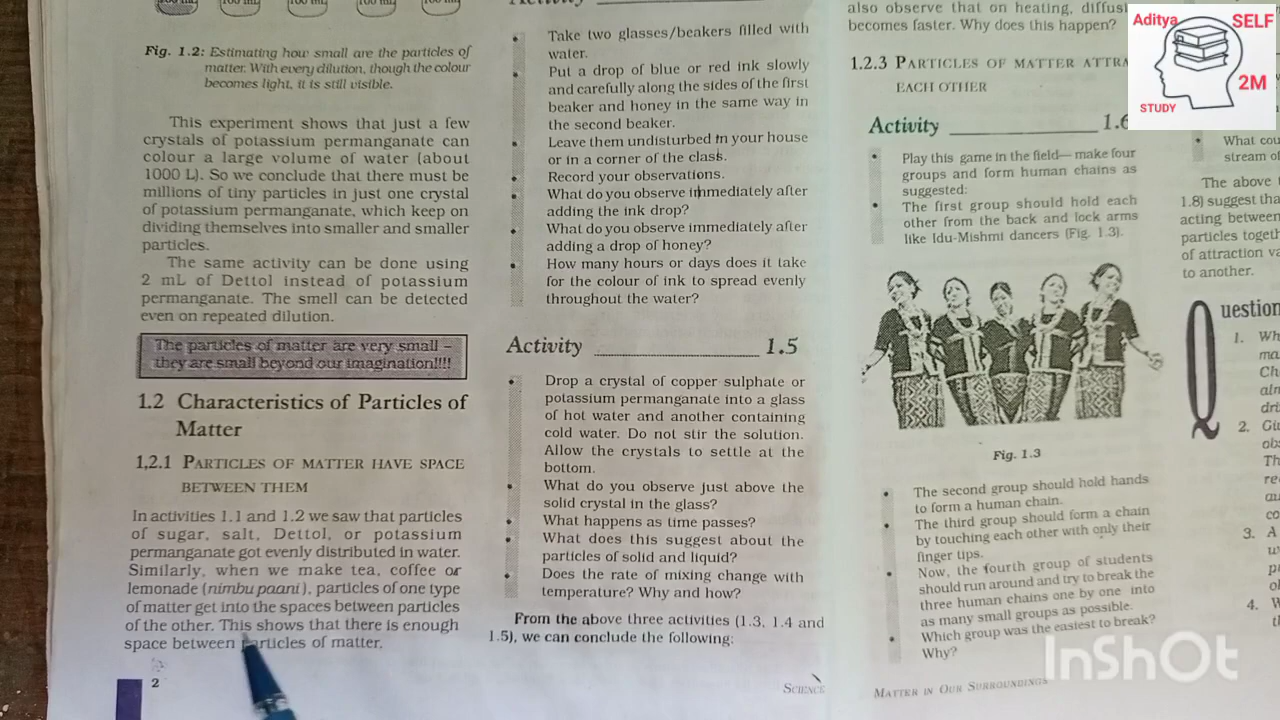 Fig. 1.2: Estimating how small are the particles of
matter. With every dilution, though the colour
becomes light, it is still visible.
This experiment shows that just a few
crystals of potassium permanganate can
colour a large volume of water (about
1000 L). So we conclude that there must be
millions of tiny particles in just one crystal
of potassium permanganate, which keep on
dividing themselves into smaller and smaller
particles.
The same activity can be done using
2 mL of Dettol instead of potassium
permanganate. The smell can be detected
even on repeated dilution.
The particles of matter are very small –
they are small beyond our imagination!!!!
1.2 Characteristics of Particles of
Matter
1.2.1 PARTICLES OF MATTER HAVE SPACE
BETWEEN THEM
In activities 1.1 and 1.2 we saw that particles
of sugar, salt, Dettol, or potassium
permanganate got evenly distributed in water.
Similarly, when we make tea, coffee or
lemonade (nimbu paani), particles of one type
of matter get into the spaces between particles
of the other. This shows that there is enough
space between particles of matter.
2
Activity
• Take two glasses/beakers filled with
water.
• Put a drop of blue or red ink slowly
and carefully along the sides of the first
beaker and honey in the same way in
the second beaker.
• Leave them undisturbed in your house
or in a corner of the class.
• Record your observations.
• What do you observe immediately after
adding the ink drop?
• What do you observe immediately after
adding a drop of honey?
• How many hours or days does it take
for the colour of ink to spread evenly
throughout the water?
Activity 1.5
• Drop a crystal of copper sulphate or
potassium permanganate into a glass
of hot water and another containing
cold water. Do not stir the solution.
Allow the crystals to settle at the
bottom.
• What do you observe just above the
solid crystal in the glass?
• What happens as time passes?
• What does this suggest about the
particles of solid and liquid?
• Does the rate of mixing change with
temperature? Why and how?
From the above three activities (1.3, 1.4 and
1.5), we can conclude the following:
SCIENCE
also observe that on heating,
becomes faster. Why does this happen?
1.2.3 PARTICLES OF MATTER
EACH OTHER
Activity 1.6
• Play this game in the field— make four
groups and form human chains as
suggested:
• The first group should hold each
other from the back and lock arms
like Idu-Mishmi dancers (Fig. 1.3).
Fig. 1.3
• The second group should hold hands
to form a human chain.
• The third group should form a chain
by touching each other with only their
finger tips.
• Now, the fourth group of students
should run around and try to break the
three human chains one by one into
as many small groups as possible.
• Which group was the easiest to break?
Why?
MATTER IN OUR SURROUNDINGS
• What
stream
The above
1.8) suggest
acting between
particles
of attraction
to another.
1.
2.
3. A
4.
Aditya SELF
STUDY 2M
InShOt